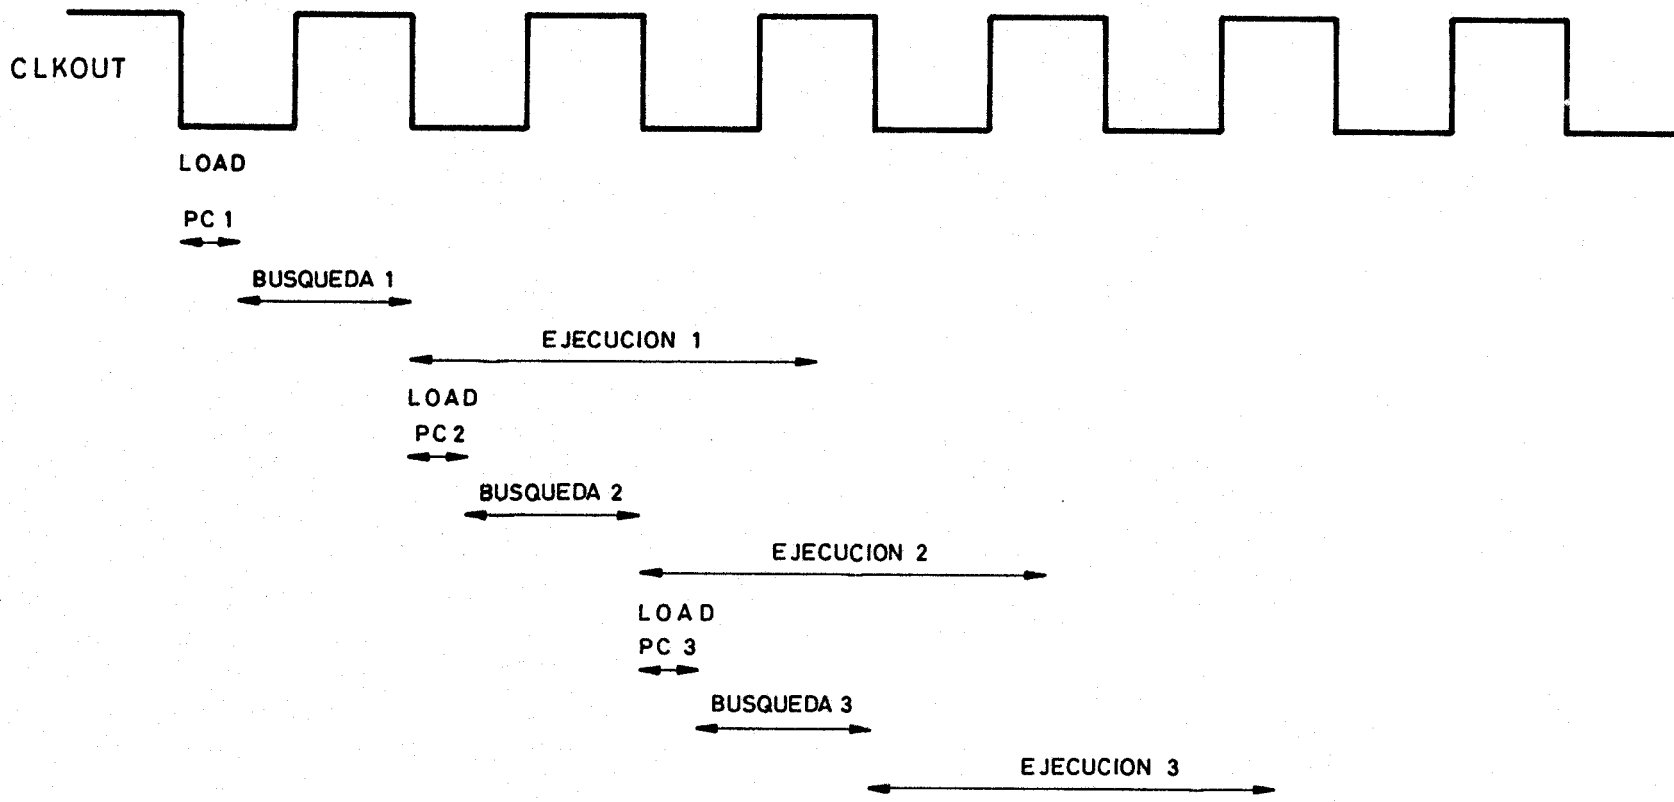 CLKOUT
LOAD
PC 1
BUSQUEDA 1
EJECUCION 1
LOAD
PC 2
BUSQUEDA 2
EJECUCION 2
LOAD
PC 3
BUSQUEDA 3
EJECUCION 3